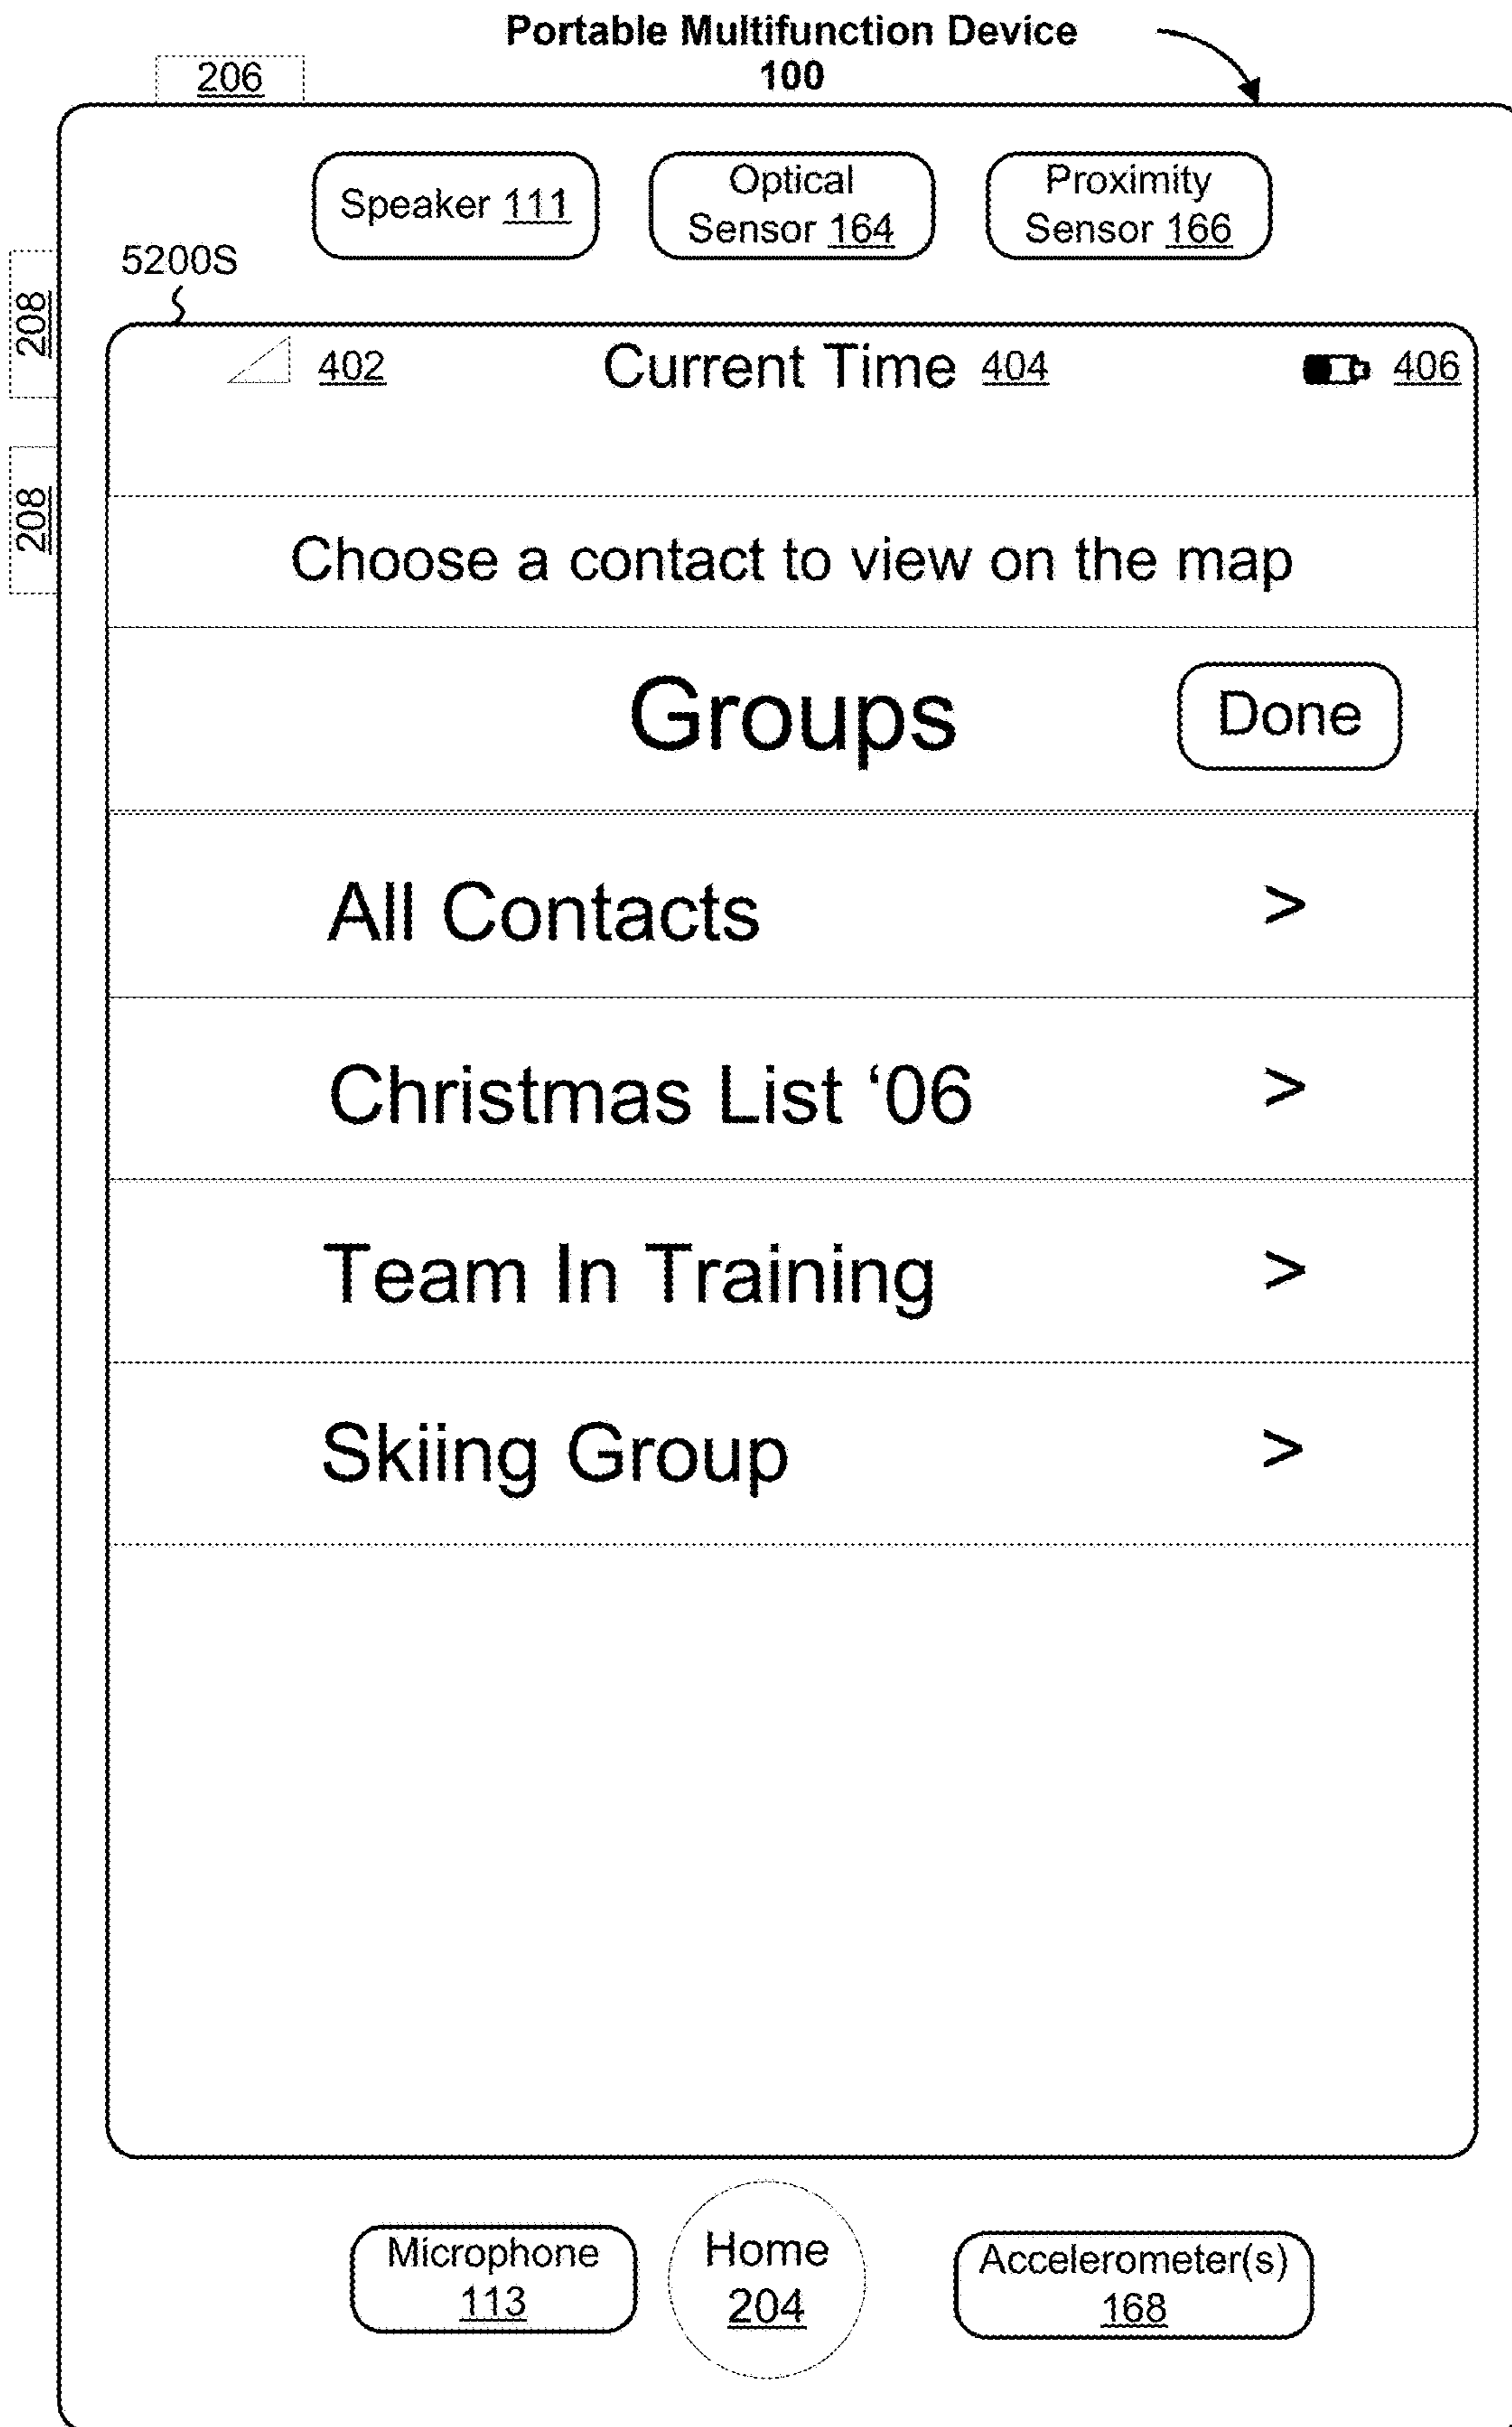 Portable Multifunction Device
100
206
Speaker 111
Optical
Sensor 164
Proximity
Sensor 166
5200S
208
208
402
Current Time 404
406
Choose a contact to view on the map
Groups
Done
All Contacts >
Christmas List ‘06 >
Team In Training >
Skiing Group >
Microphone
113
Home
204
Accelerometer(s)
168